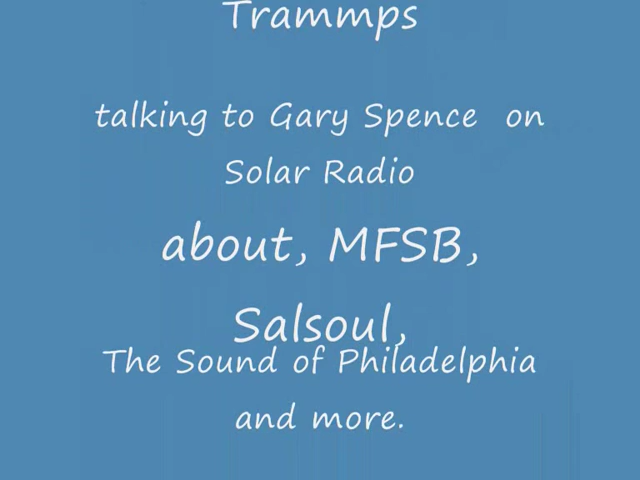 Trammps
talking to Gary Spence on
Solar Radio
about, MFSB,
Salsoul,
The Sound of Philadelphia
and more.